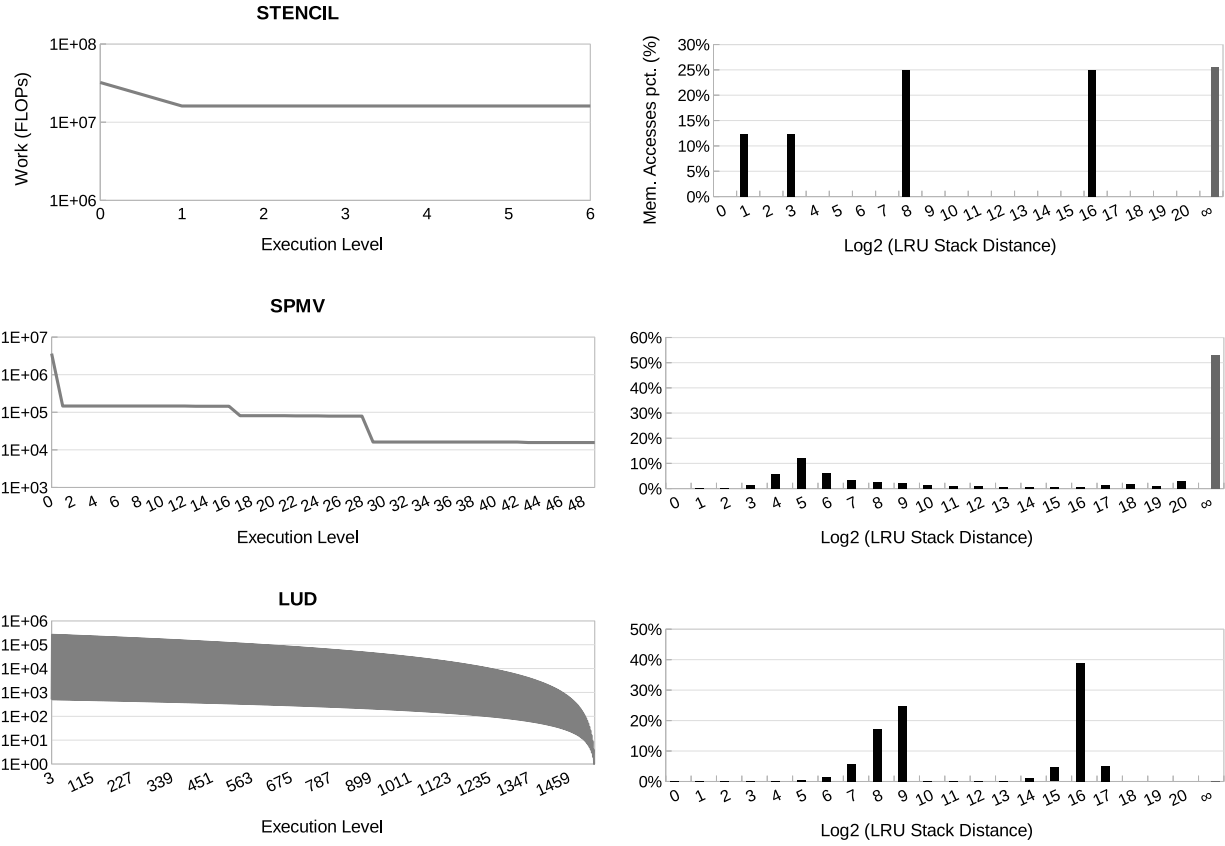 STENCIL
Work (FLOPs)
1E+08
1E+07
1E+06
0 1 2 3 4 5 6
Execution Level
Mem. Accesses pct. (%)
30%
25%
20%
15%
10%
5%
0%
0 1 2 3 4 5 6 7 8 9 10 11 12 13 14 15 16 17 18 19 20 ∞
Log2 (LRU Stack Distance)
SPMV
1E+07
1E+06
1E+05
1E+04
1E+03
0 2 4 6 8 10 12 14 16 18 20 22 24 26 28 30 32 34 36 38 40 42 44 46 48
Execution Level
60%
50%
40%
30%
20%
10%
0%
0 1 2 3 4 5 6 7 8 9 10 11 12 13 14 15 16 17 18 19 20 ∞
Log2 (LRU Stack Distance)
LUD
1E+06
1E+05
1E+04
1E+03
1E+02
1E+01
1E+00
3 115 227 339 451 563 675 787 899 1011 1123 1235 1347 1459
Execution Level
50%
40%
30%
20%
10%
0%
0 1 2 3 4 5 6 7 8 9 10 11 12 13 14 15 16 17 18 19 20 ∞
Log2 (LRU Stack Distance)